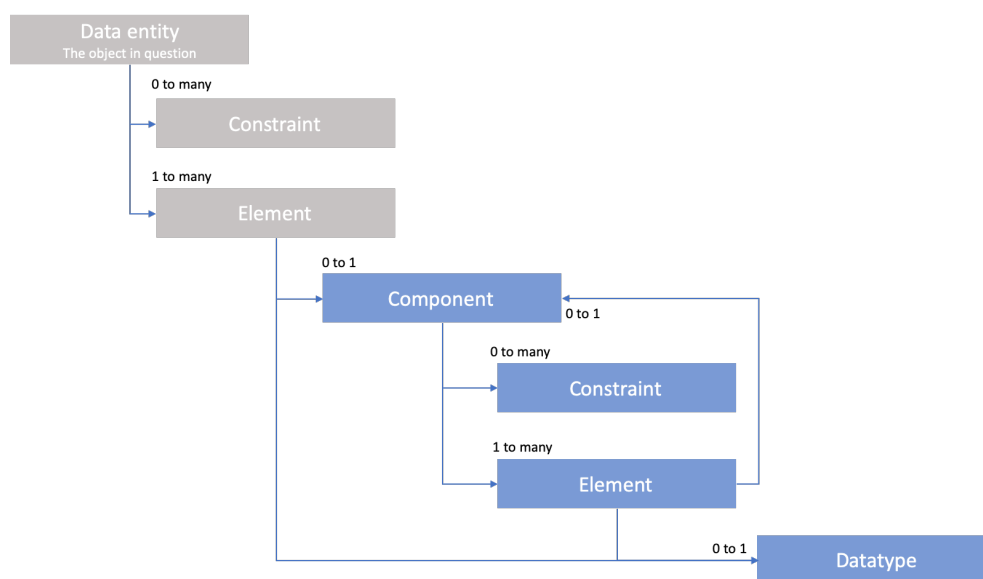 Data entity
The object in question
0 to many
Constraint
1 to many
Element
0 to 1
Component
0 to 1
0 to many
Constraint
1 to many
Element
0 to 1
Datatype